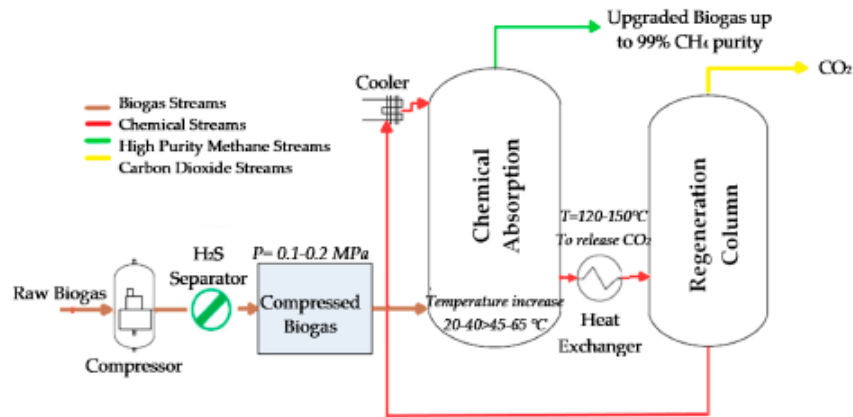 Upgraded Biogas up
to 99% CH₄ purity
CO₂
Cooler
Biogas Streams
Chemical Streams
High Purity Methane Streams
Carbon Dioxide Streams
Chemical
Absorption
Regeneration
Column
T=120-150ºC
To release CO₂
H₂S
Separator
P= 0.1-0.2 MPa
Raw Biogas
Compressed
Biogas
Temperature increase
20-40>45-65 ºC
Heat
Exchanger
Compressor